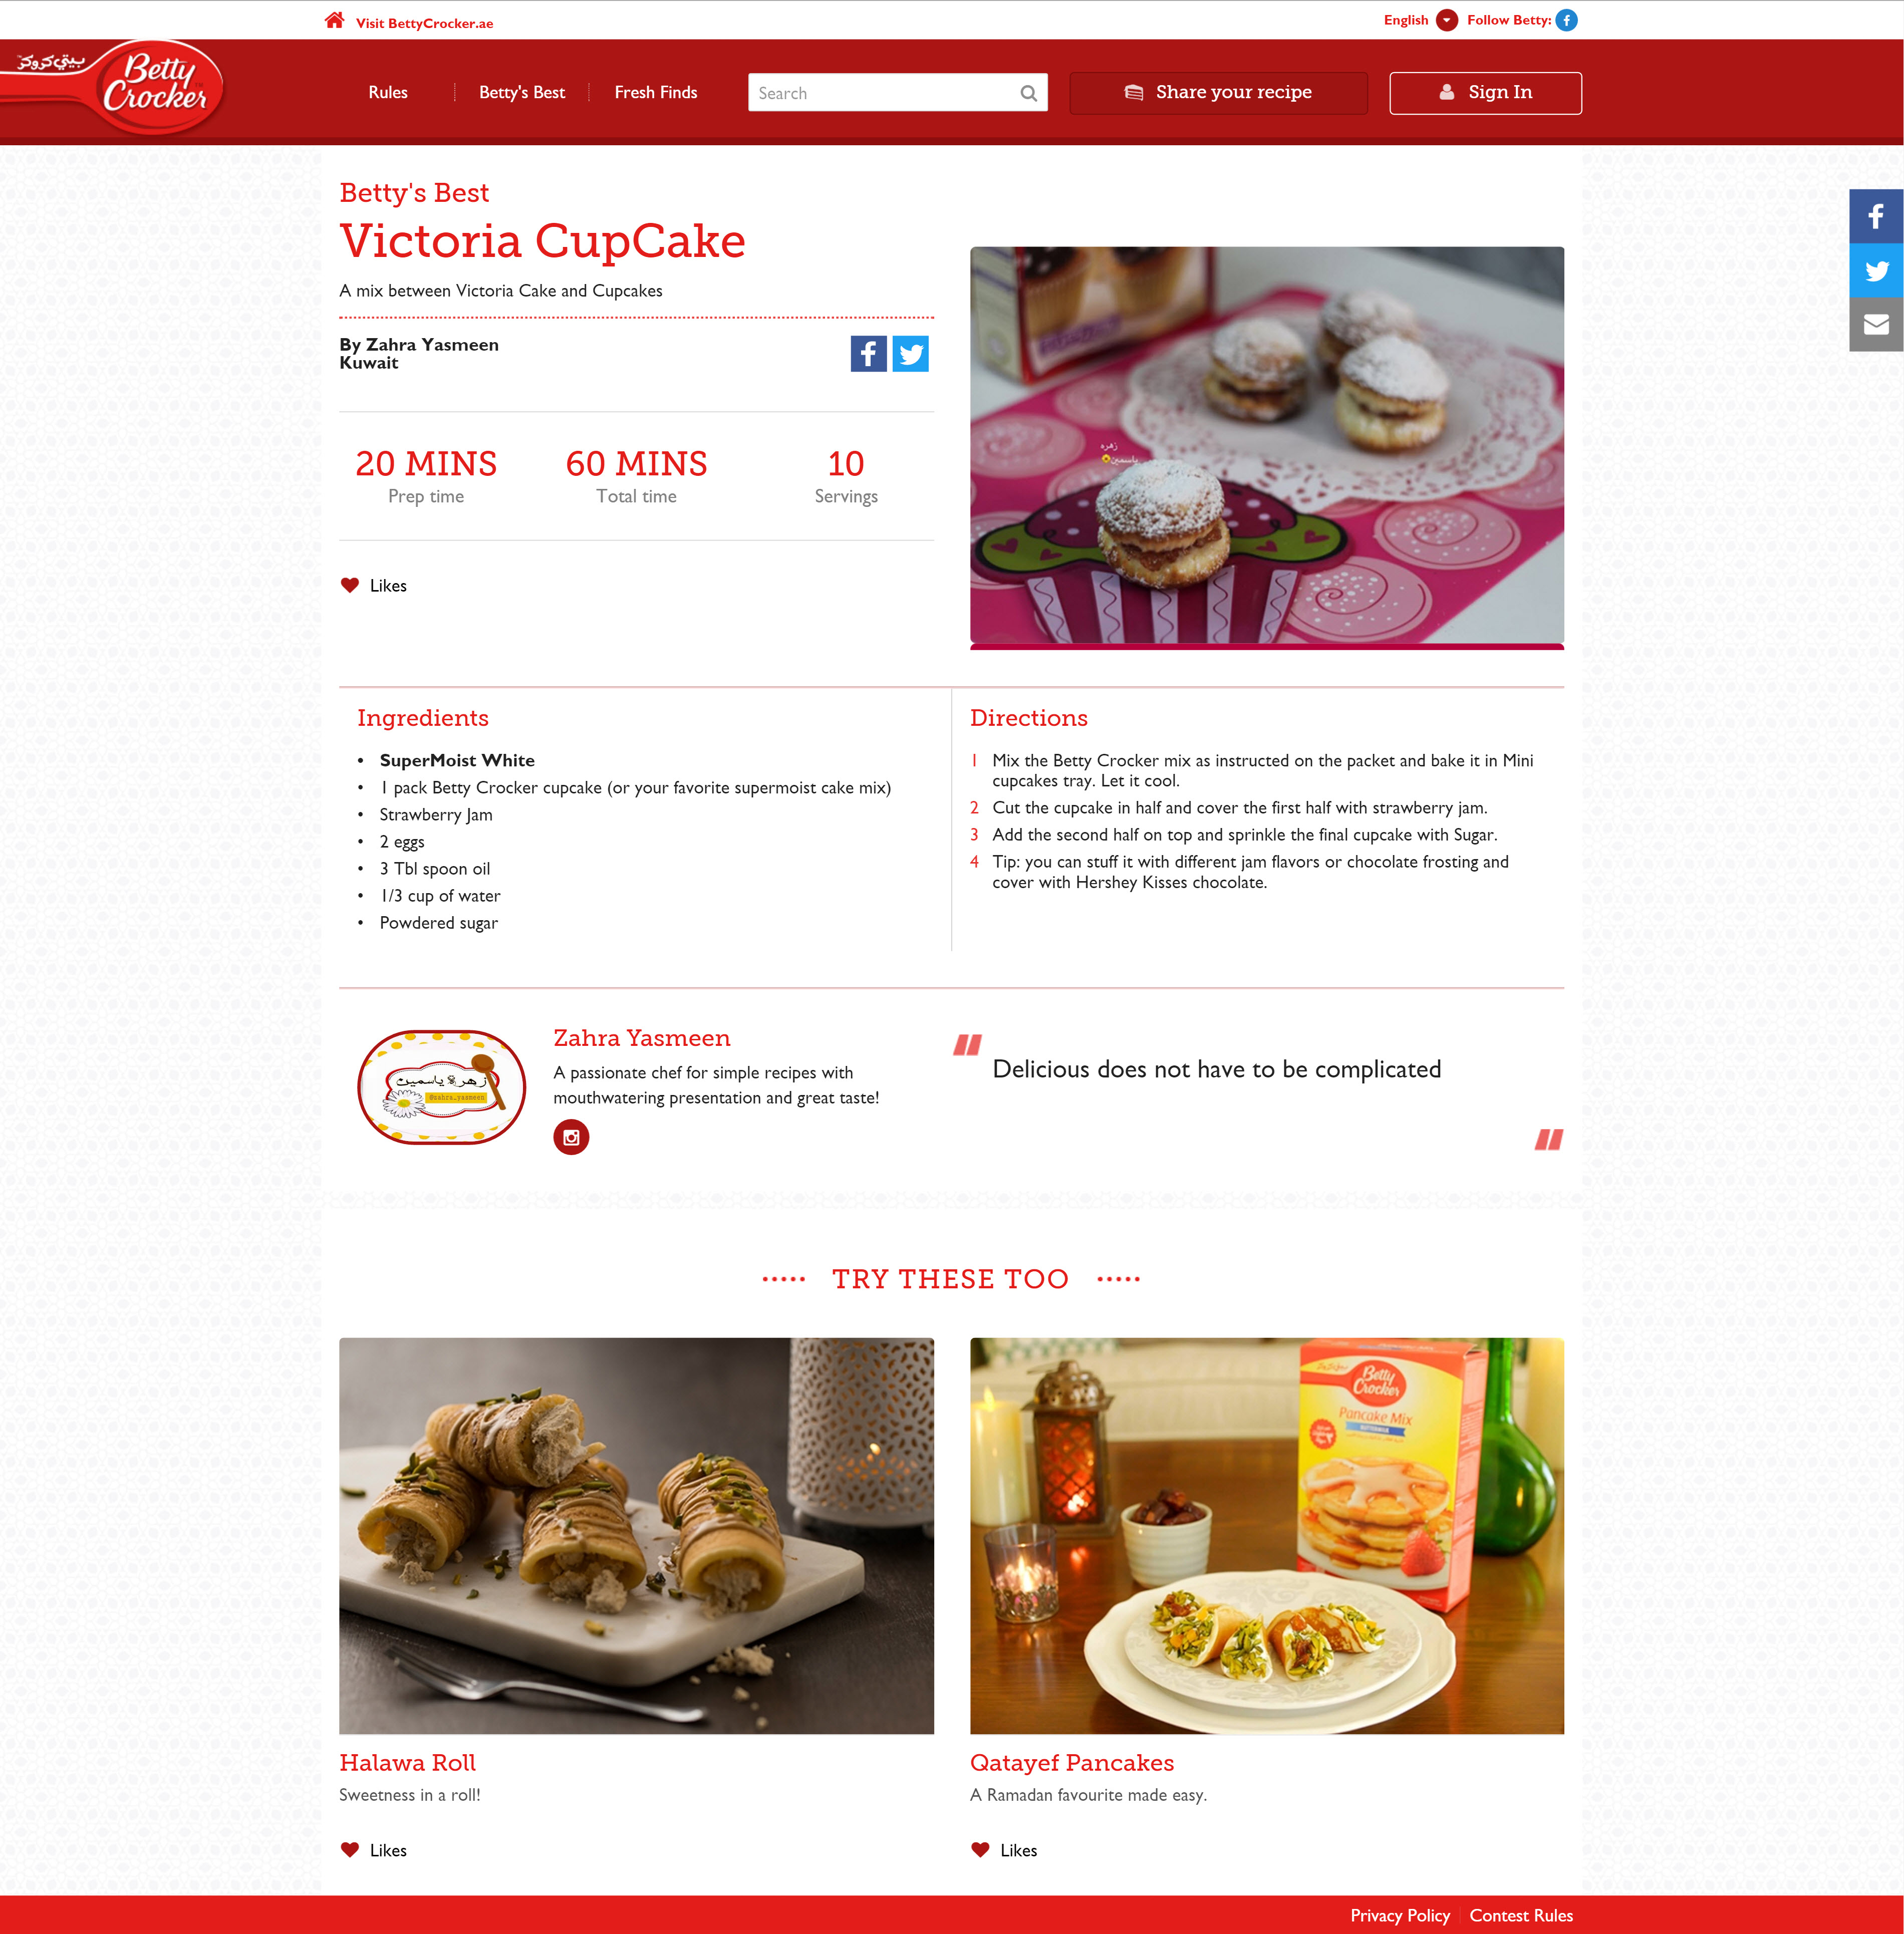 Visit BettyCrocker.ae
English
Follow Betty:
بيتي كروكر
Betty
Crocker
Rules
Betty's Best
Fresh Finds
Search
Share your recipe
Sign In
Betty's Best
Victoria CupCake
A mix between Victoria Cake and Cupcakes
By Zahra Yasmeen
Kuwait
20 MINS
Prep time
60 MINS
Total time
10
Servings
Likes
زهره
ياسمين
Ingredients
• SuperMoist White
• 1 pack Betty Crocker cupcake (or your favorite supermoist cake mix)
• Strawberry Jam
• 2 eggs
• 3 Tbl spoon oil
• 1/3 cup of water
• Powdered sugar
Directions
1 Mix the Betty Crocker mix as instructed on the packet and bake it in Mini
cupcakes tray. Let it cool.
2 Cut the cupcake in half and cover the first half with strawberry jam.
3 Add the second half on top and sprinkle the final cupcake with Sugar.
4 Tip: you can stuff it with different jam flavors or chocolate frosting and
cover with Hershey Kisses chocolate.
زهرة ياسمين
@zahra_yasmeen
Zahra Yasmeen
A passionate chef for simple recipes with
mouthwatering presentation and great taste!
Delicious does not have to be complicated
TRY THESE TOO
Betty
Crocker
Pancake Mix
BUTTERMILK
Halawa Roll
Sweetness in a roll!
Likes
Qatayef Pancakes
A Ramadan favourite made easy.
Likes
Privacy Policy
Contest Rules